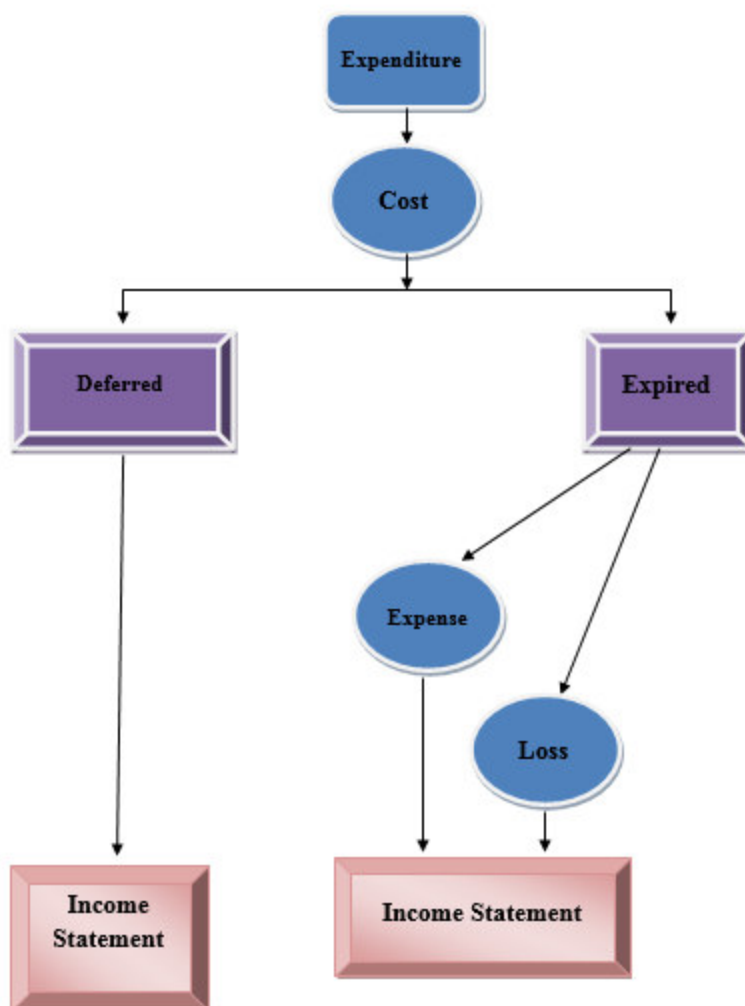 Expenditure
Cost
Deferred
Expired
Expense
Loss
Income
Statement
Income Statement